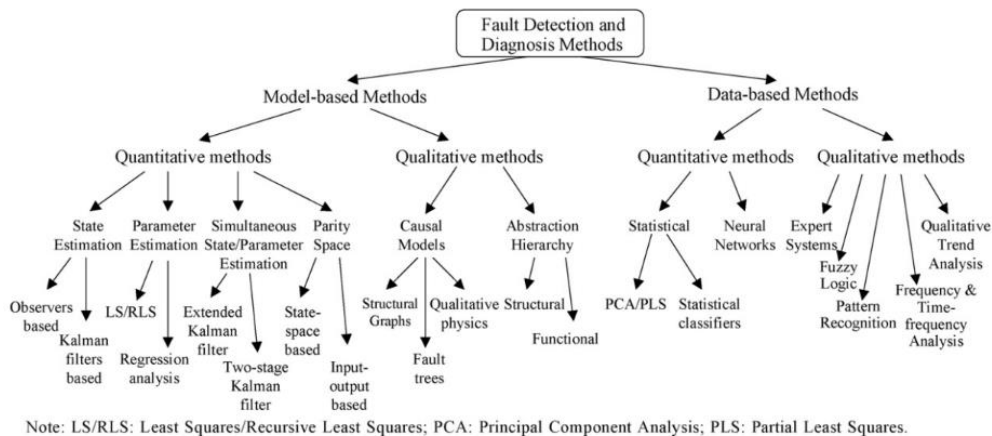 Fault Detection and
Diagnosis Methods
Model-based Methods
Data-based Methods
Quantitative methods
Qualitative methods
Quantitative methods
Qualitative methods
State
Estimation
Parameter
Estimation
Simultaneous
State/Parameter
Estimation
Parity
Space
Causal
Models
Abstraction
Hierarchy
Statistical
Neural
Networks
Expert
Systems
Fuzzy
Logic
Pattern
Recognition
Frequency &
Time-
frequency
Analysis
Qualitative
Trend
Analysis
Observers
based
Kalman
filters
based
LS/RLS
Regression
analysis
Extended
Kalman
filter
Two-stage
Kalman
filter
State-
space
based
Input-
output
based
Structural
Graphs
Fault
trees
Qualitative
physics
Structural
Functional
PCA/PLS
Statistical
classifiers
Note: LS/RLS: Least Squares/Recursive Least Squares; PCA: Principal Component Analysis; PLS: Partial Least Squares.